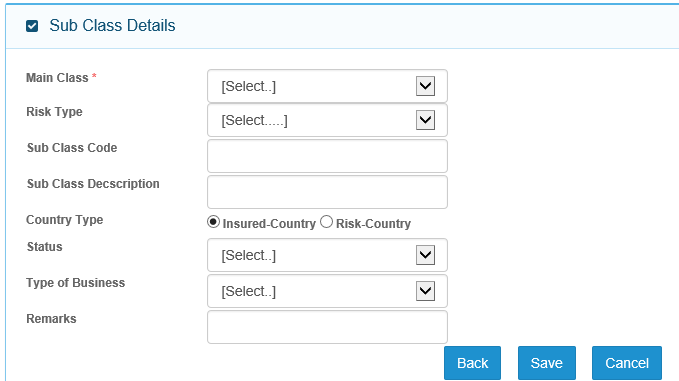 Sub Class Details
Main Class *
[Select..]
Risk Type
[Select.....]
Sub Class Code
Sub Class Decscription
Country Type
Insured-Country Risk-Country
Status
[Select..]
Type of Business
[Select..]
Remarks
Back Save Cancel